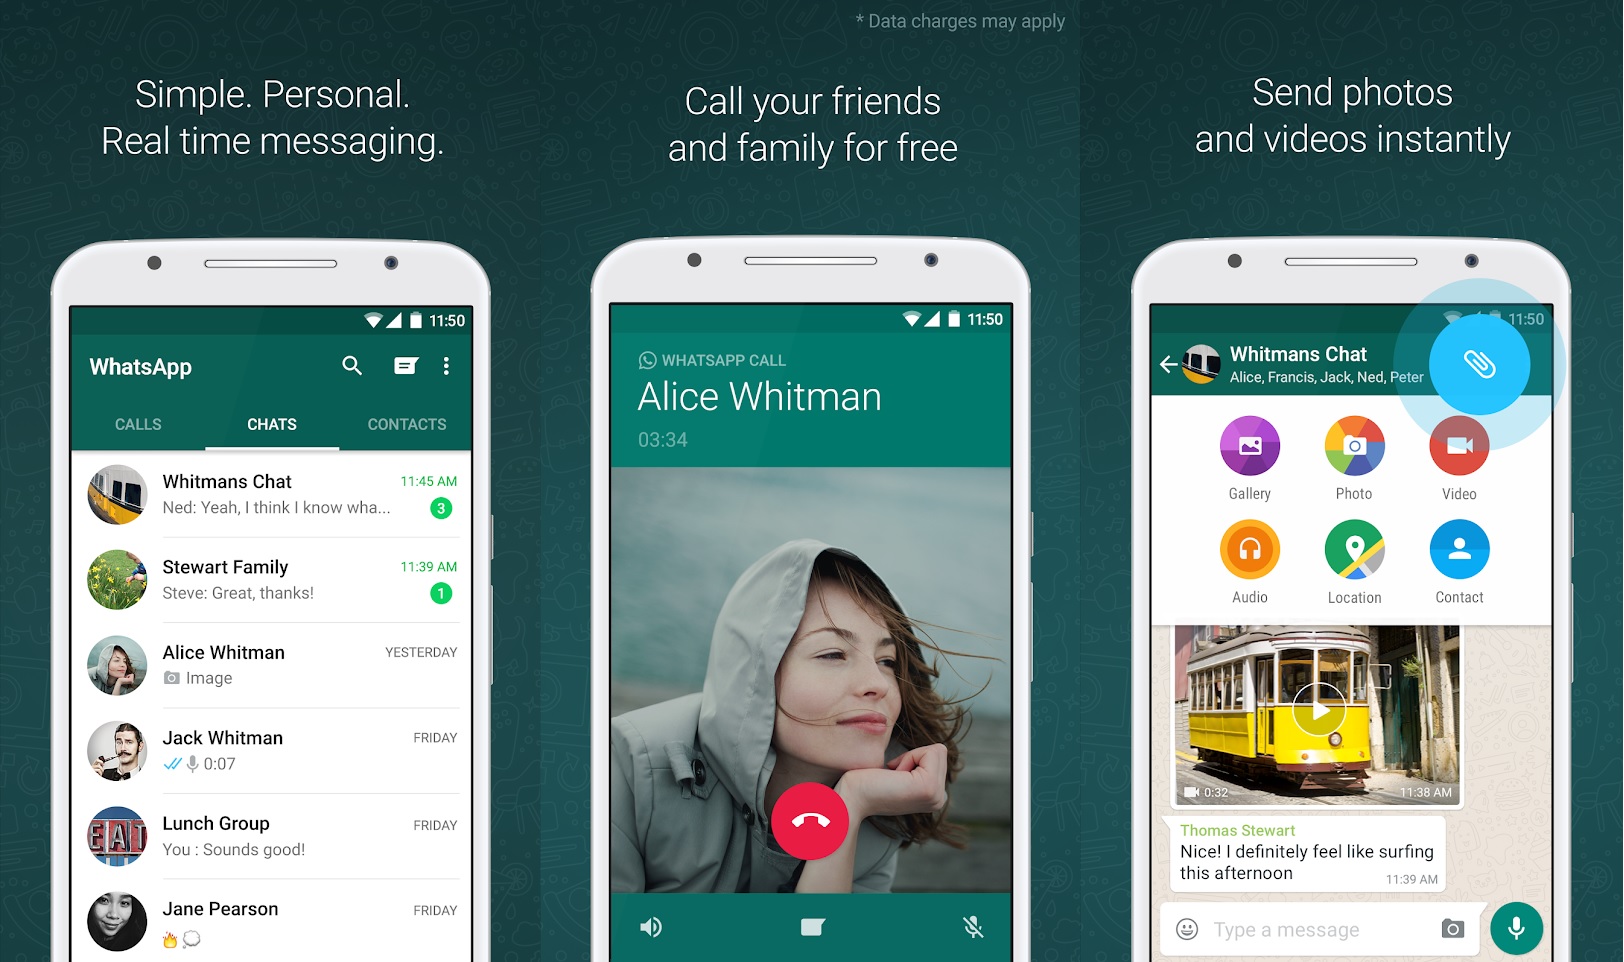 Simple. Personal.
Real time messaging.
11:50
WhatsApp
CALLS
CHATS
CONTACTS
Whitmans Chat
11:45 AM
Ned: Yeah, I think I know wha...
3
Stewart Family
11:39 AM
Steve: Great, thanks!
1
Alice Whitman
YESTERDAY
Image
Jack Whitman
FRIDAY
0:07
EAT
Lunch Group
FRIDAY
You : Sounds good!
Jane Pearson
FRIDAY
* Data charges may apply
Call your friends
and family for free
11:50
WHATSAPP CALL
Alice Whitman
03:34
Send photos
and videos instantly
11:50
Whitmans Chat
Alice, Francis, Jack, Ned, Peter
Gallery
Photo
Video
Audio
Location
Contact
0:32
11:38 AM
Thomas Stewart
Nice! I definitely feel like surfing
this afternoon
11:39 AM
Type a message